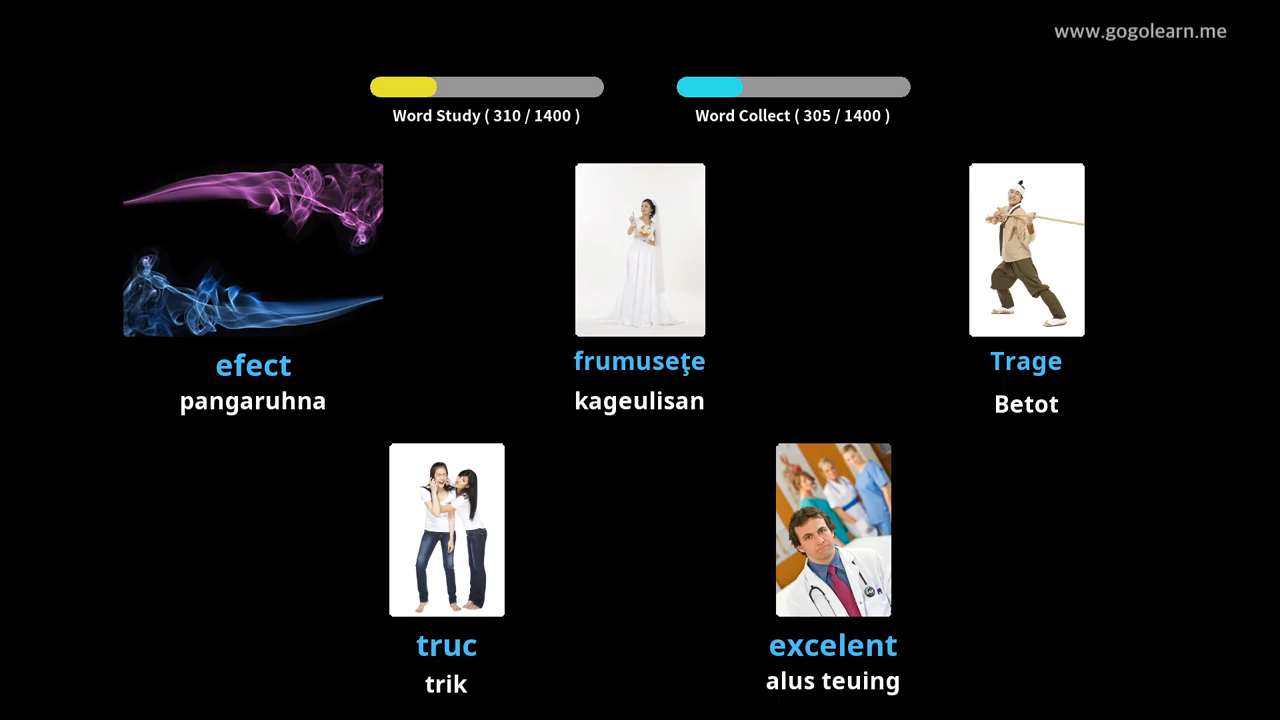 www.gogolearn.me
Word Study ( 310 / 1400 )
Word Collect ( 305 / 1400 )
efect
pangaruhna
frumuseţe
kageulisan
Trage
Betot
truc
trik
excelent
alus teuing